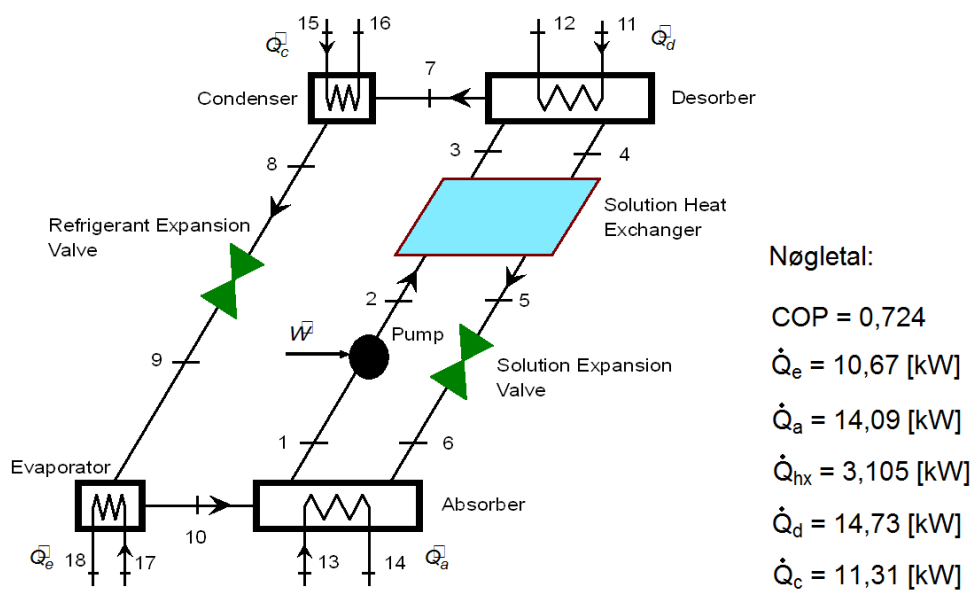 15
16
12
11
Q̇c
Q̇d
7
Condenser
Desorber
3
4
8
Solution Heat
Exchanger
Refrigerant Expansion
Valve
Nøgletal:
2
5
COP = 0,724
Ẇ
Pump
9
Q̇e = 10,67 [kW]
Solution Expansion
Valve
Q̇a = 14,09 [kW]
1
6
Evaporator
Q̇hx = 3,105 [kW]
Absorber
10
Q̇d = 14,73 [kW]
Q̇e
18
17
13
14
Q̇a
Q̇c = 11,31 [kW]